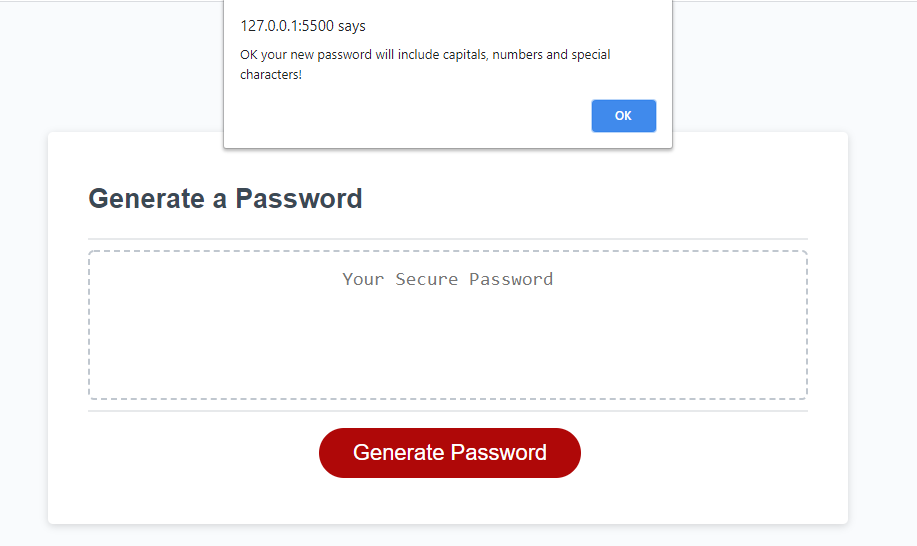 127.0.0.1:5500 says
OK your new password will include capitals, numbers and special
characters!
OK
Generate a Password
Your Secure Password
Generate Password